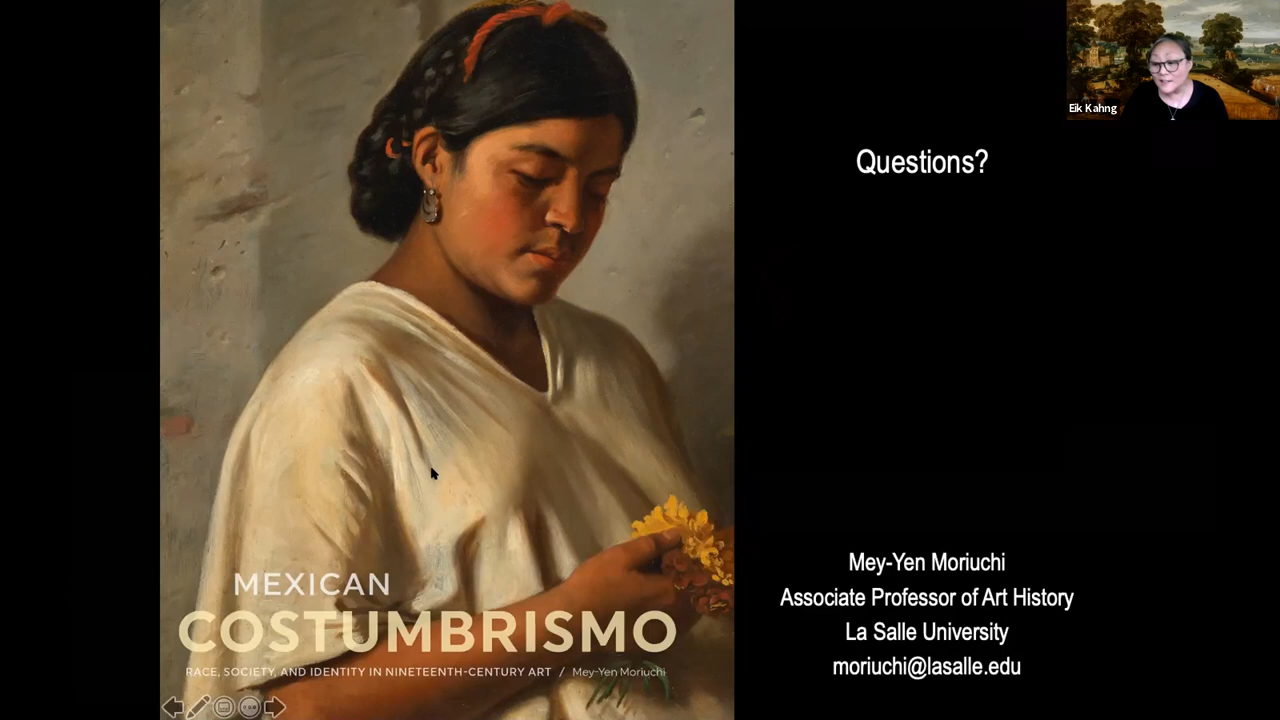 Eik Kahng
Questions?
MEXICAN
COSTUMBRISMO
RACE, SOCIETY, AND IDENTITY IN NINETEENTH-CENTURY ART / Mey-Yen Moriuchi
Mey-Yen Moriuchi
Associate Professor of Art History
La Salle University
moriuchi@lasalle.edu